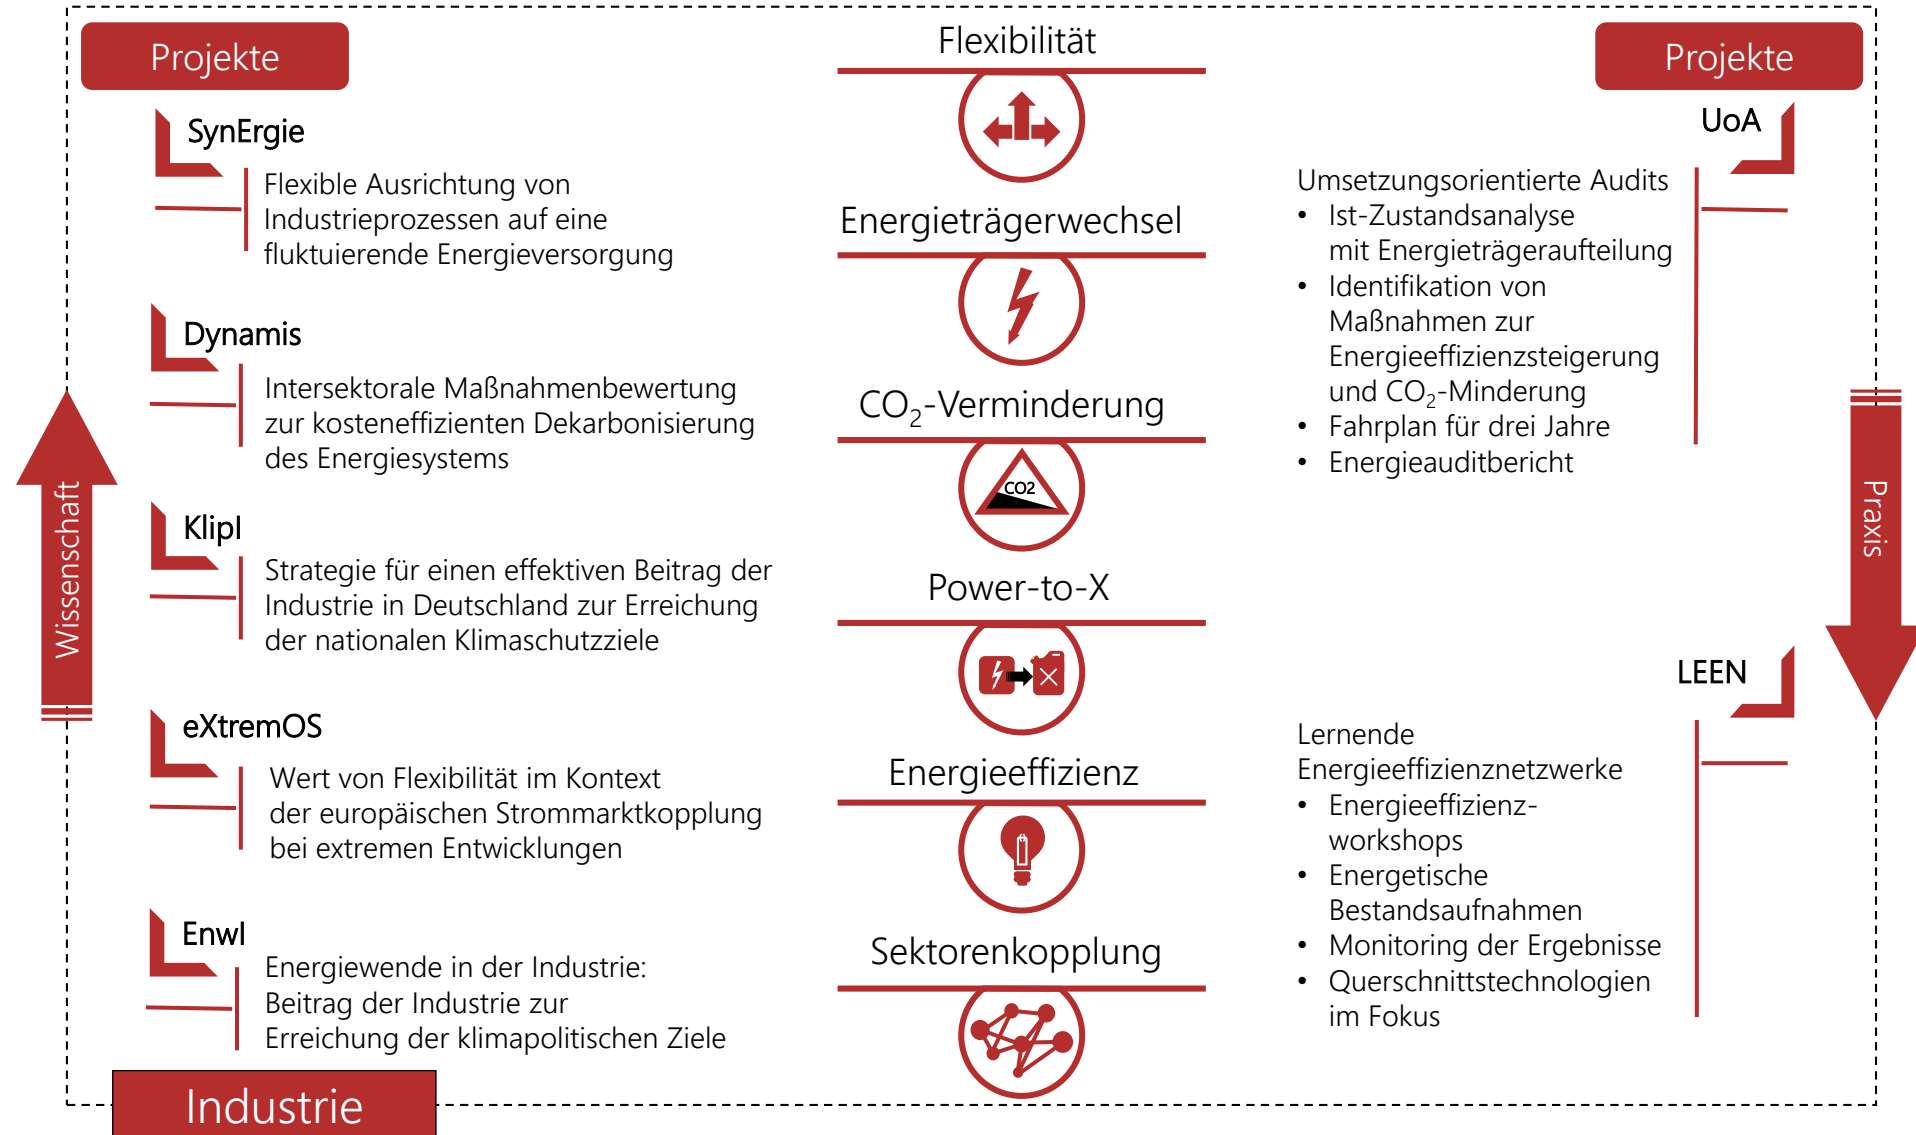 Projekte
SynErgie
Flexible Ausrichtung von
Industrieprozessen auf eine
fluktuierende Energieversorgung
Dynamis
Intersektorale Maßnahmenbewertung
zur kosteneffizienten Dekarbonisierung
des Energiesystems
KlipI
Strategie für einen effektiven Beitrag der
Industrie in Deutschland zur Erreichung
der nationalen Klimaschutzziele
eXtremOS
Wert von Flexibilität im Kontext
der europäischen Strommarktkopplung
bei extremen Entwicklungen
EnwI
Energiewende in der Industrie:
Beitrag der Industrie zur
Erreichung der klimapolitischen Ziele
Wissenschaft
Industrie
Flexibilität
Energieträgerwechsel
CO₂-Verminderung
CO2
Power-to-X
Energieeffizienz
Sektorenkopplung
Projekte
UoA
Umsetzungsorientierte Audits
• Ist-Zustandsanalyse
mit Energieträgeraufteilung
• Identifikation von
Maßnahmen zur
Energieeffizienzsteigerung
und CO₂-Minderung
• Fahrplan für drei Jahre
• Energieauditbericht
LEEN
Lernende
Energieeffizienznetzwerke
• Energieeffizienz-
workshops
• Energetische
Bestandsaufnahmen
• Monitoring der Ergebnisse
• Querschnittstechnologien
im Fokus
Praxis